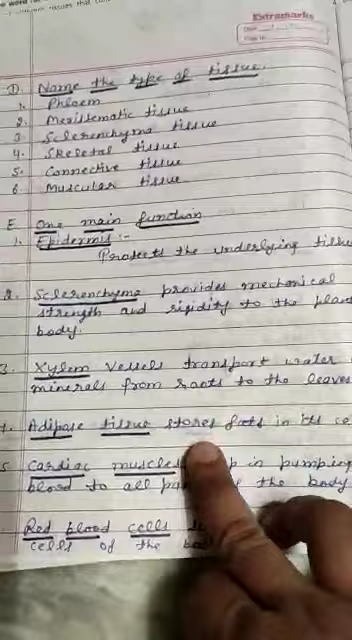 Extramarks
D. Name the type of tissue.
1. Phloem
2. Meristematic tissue
3. Sclerenchyma tissue
4. Skeletal tissue
5. Connective tissue
6. Muscular tissue
E. One main function
1. Epidermis :-
Protects the underlying tissue
2. Sclerenchyma provides mechanical
strength and rigidity to the plant
body.
3. Xylem vessels transport water
minerals from roots to the leaves
Adipose tissue stores fats in its
Cardiac muscles in pumping
blood to all the body
Red blood cells
cells of the